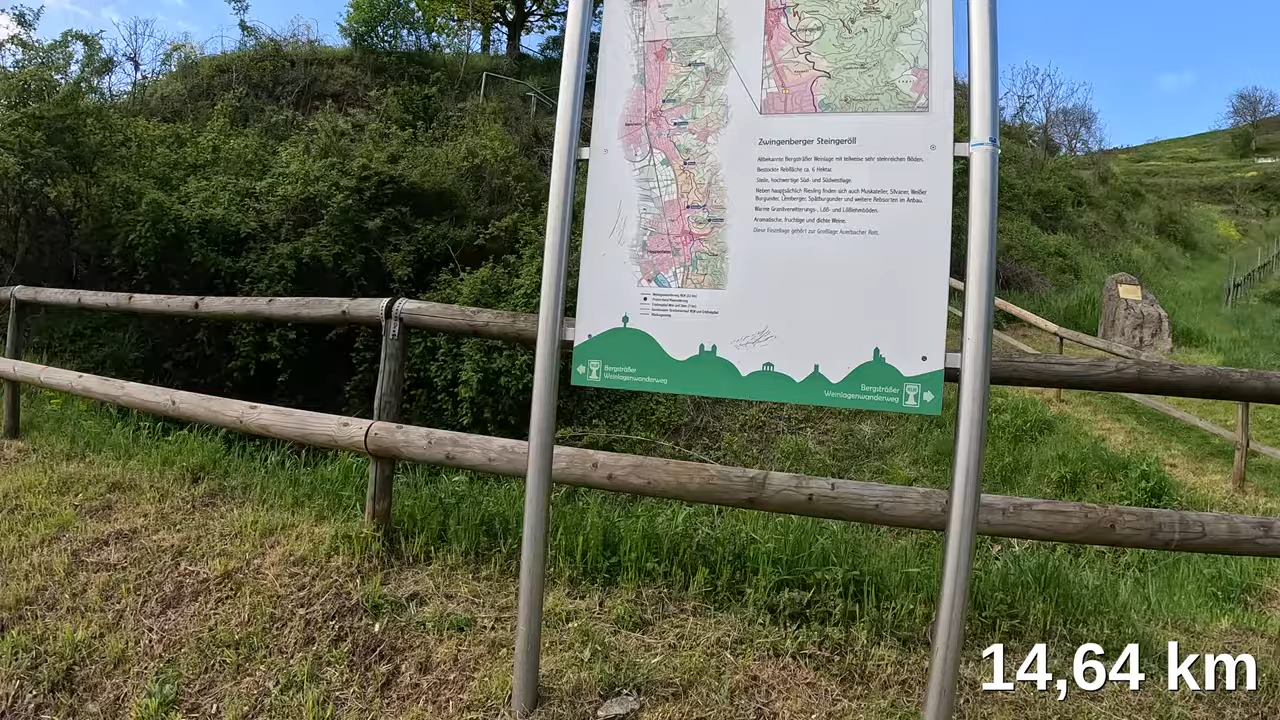 Zwingenberger Steingeröll
Altbekannte Bergsträßer Weinlage mit teilweise sehr steinreichen Böden.
Bestockte Rebfläche ca. 6 Hektar.
Steile, hochwertige Süd- und Südwestlage.
Neben hauptsächlich Riesling finden sich auch Muskateller, Silvaner, Weißer
Burgunder, Lemberger, Spätburgunder und weitere Rebsorten im Anbau.
Warme Granitverwitterungs-, Löß- und Lößlehmböden.
Aromatische, fruchtige und dichte Weine.
Diese Einzellage gehört zur Großlage Auerbacher Rott.
Bergsträßer
Weinlagenwanderweg
Bergsträßer
Weinlagenwanderweg
14,64 km